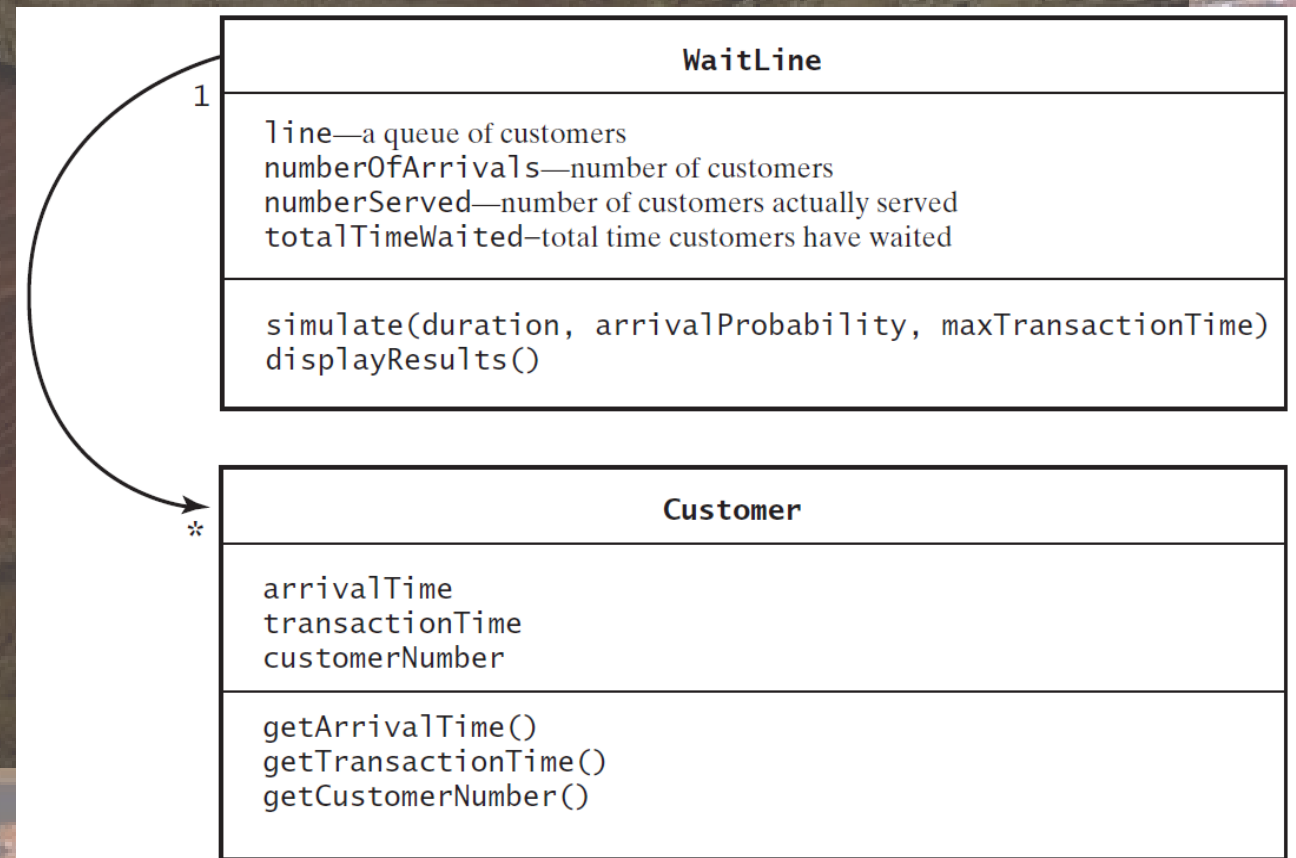 WaitLine
1
line—a queue of customers
numberOfArrivals—number of customers
numberServed—number of customers actually served
totalTimeWaited–total time customers have waited
simulate(duration, arrivalProbability, maxTransactionTime)
displayResults()
*
Customer
arrivalTime
transactionTime
customerNumber
getArrivalTime()
getTransactionTime()
getCustomerNumber()